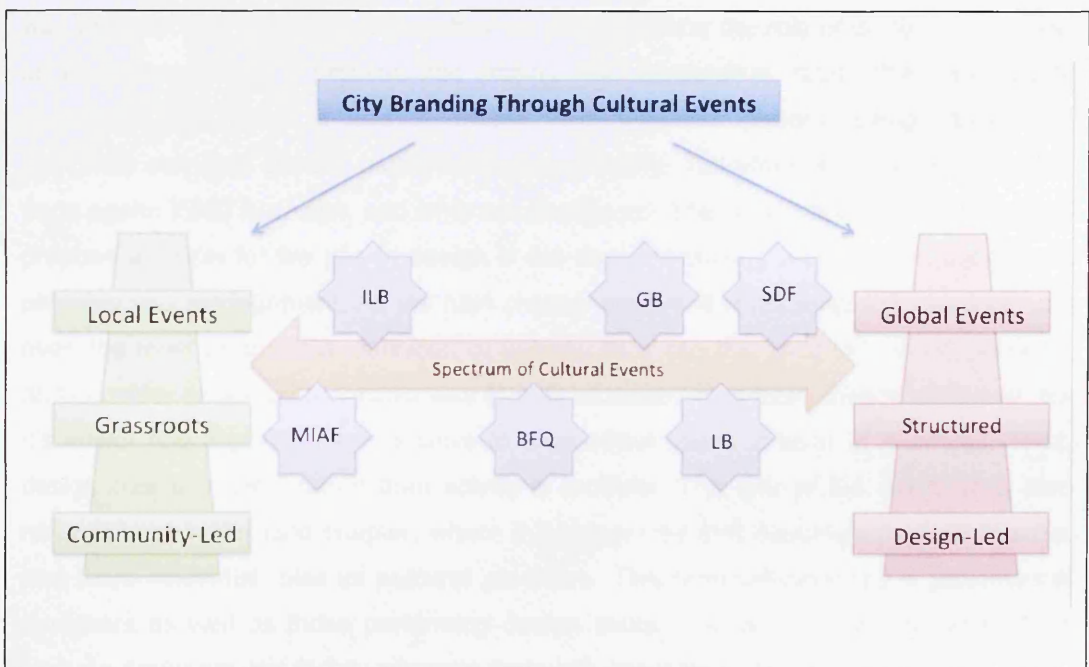 City Branding Through Cultural Events
ILB
GB
SDF
Local Events
Global Events
Spectrum of Cultural Events
Grassroots
MIAF
BFQ
LB
Structured
Community-Led
Design-Led